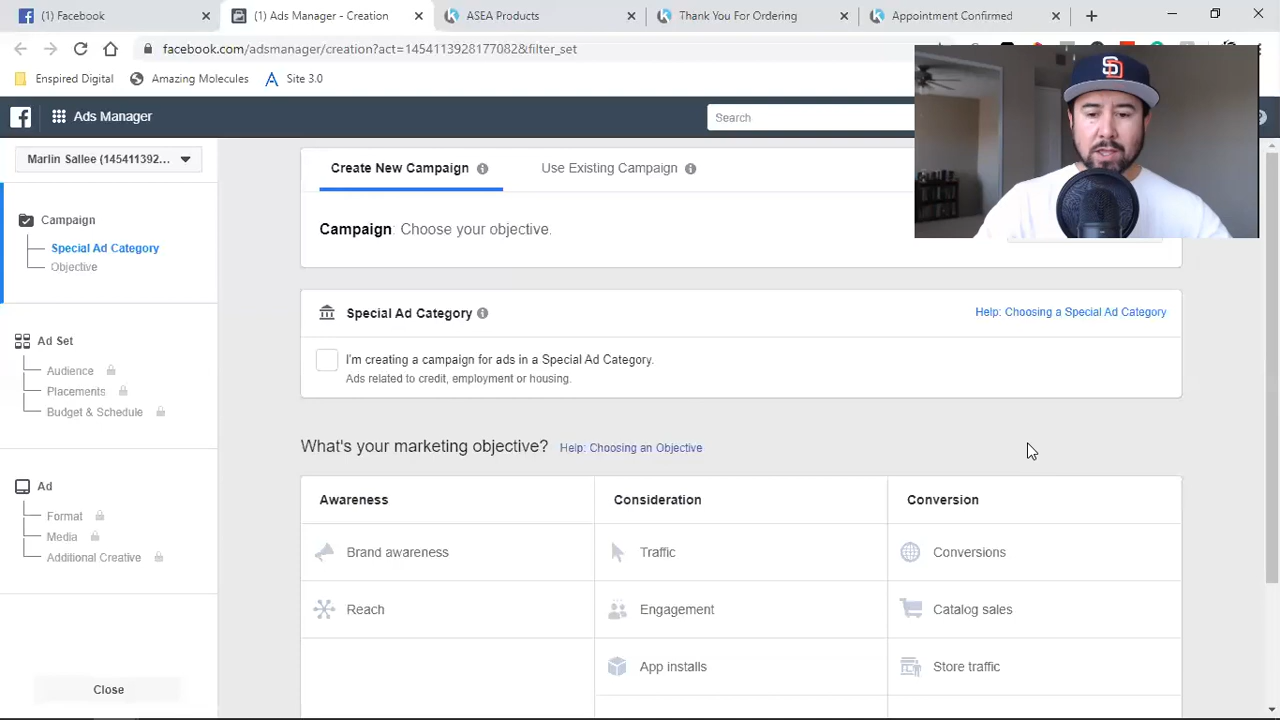 (1) Facebook
(1) Ads Manager - Creation
ASEA Products
Thank You For Ordering
Appointment Confirmed
facebook.com/adsmanager/creation?act=145411392817708​2&filter_set
Enspired Digital
Amazing Molecules
Site 3.0
Ads Manager
Search
Marlin Sallee (145411392...
Campaign
Special Ad Category
Objective
Ad Set
Audience
Placements
Budget & Schedule
Ad
Format
Media
Additional Creative
Close
Create New Campaign
Use Existing Campaign
Campaign: Choose your objective.
Special Ad Category
Help: Choosing a Special Ad Category
I'm creating a campaign for ads in a Special Ad Category.
Ads related to credit, employment or housing.
What's your marketing objective?
Help: Choosing an Objective
Awareness
Consideration
Conversion
Brand awareness
Traffic
Conversions
Reach
Engagement
Catalog sales
App installs
Store traffic
SD